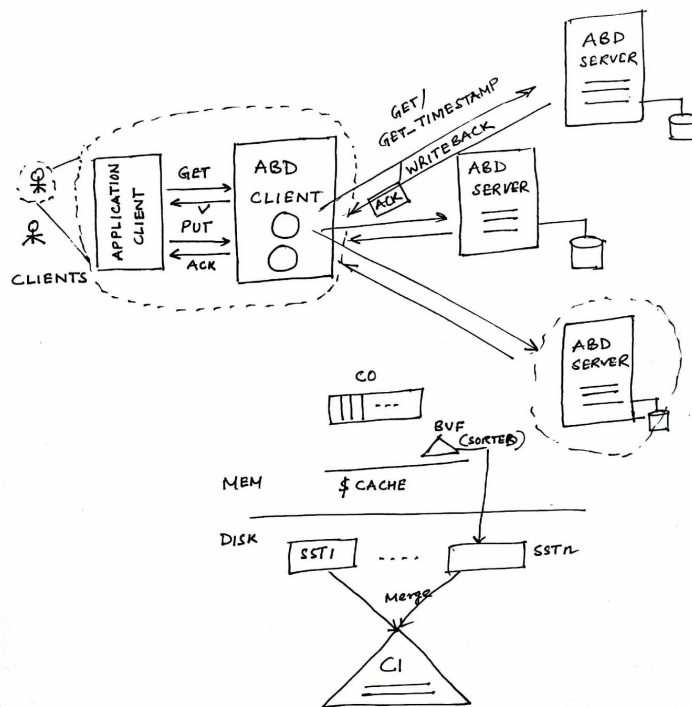 ABD
SERVER
GET/
GET_TIMESTAMP
WRITEBACK
ACK
ABD
SERVER
APPLICATION
CLIENT
GET
V
PUT
ACK
ABD
CLIENT
CLIENTS
ABD
SERVER
C0
BUF
(SORTED)
MEM
$ CACHE
DISK
SST1
....
SSTn
Merge
C1